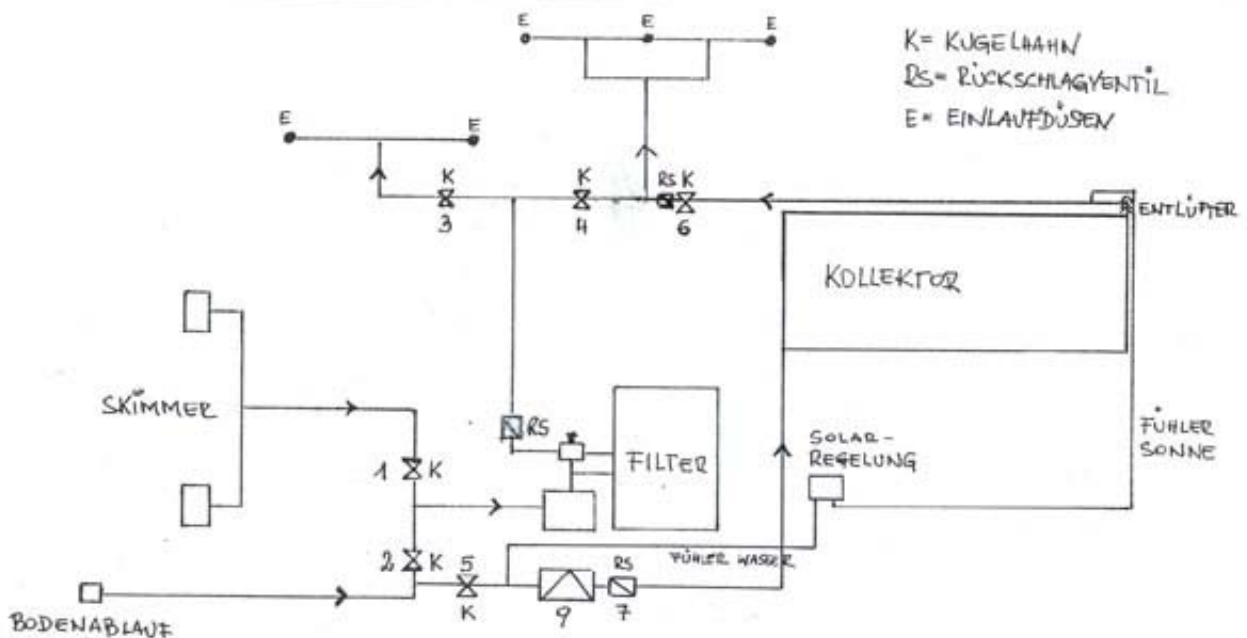 E E E
K= KUGELHAHN
RS= RÜCKSCHLAGVENTIL
E= EINLAUFDÜSEN
E E
K K RS K
3 4 6
ENTLÜFTER
KOLLEKTOR
SKIMMER
RS
FILTER
SOLAR-
REGELUNG
FÜHLER
SONNE
1 K
2 K
5
K
FÜHLER WASSER
RS
9 7
BODENABLAUF